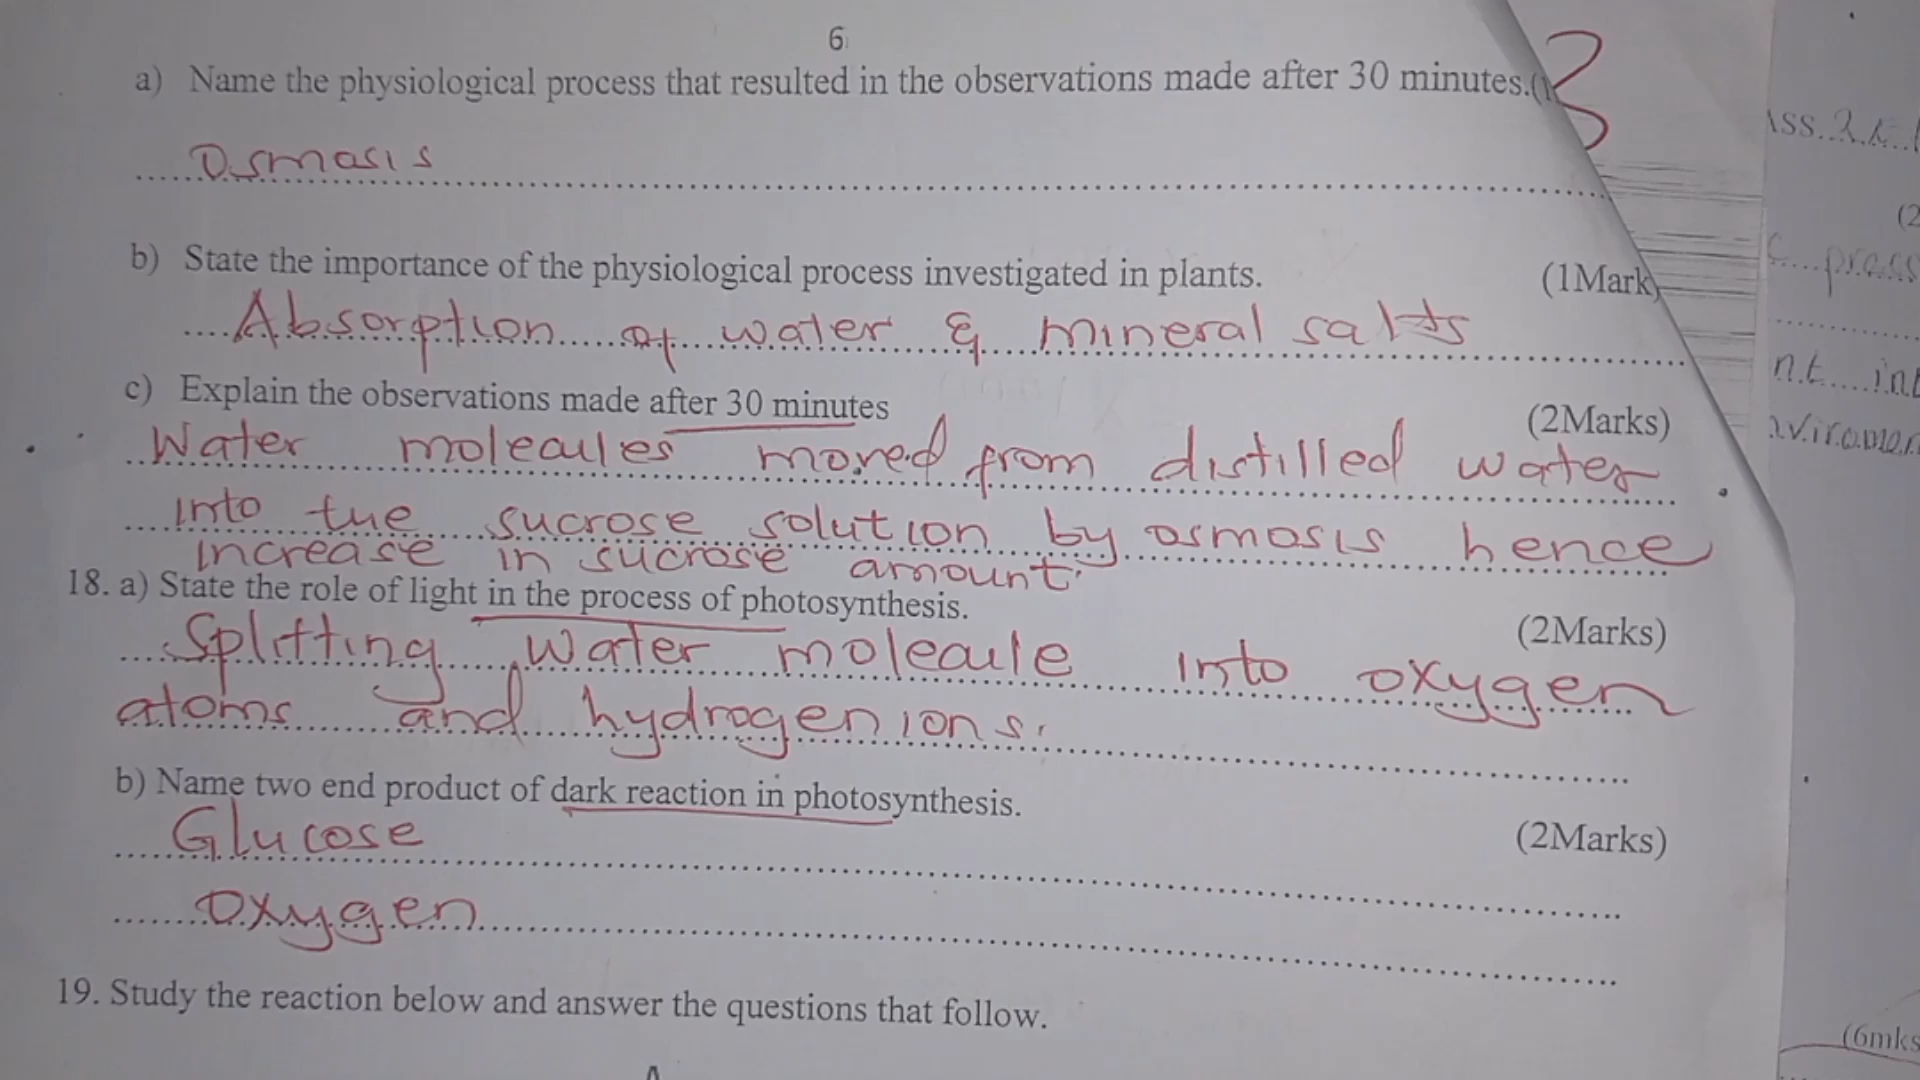 6
a) Name the physiological process that resulted in the observations made after 30 minutes.(1
3
Osmosis
b) State the importance of the physiological process investigated in plants. (1Mark)
Absorption of water & mineral salts
c) Explain the observations made after 30 minutes (2Marks)
Water molecules moved from distilled water
into the sucrose solution by osmosis hence
increase in sucrose amount.
18. a) State the role of light in the process of photosynthesis. (2Marks)
Splitting water molecule into oxygen
atoms and hydrogen ions.
b) Name two end product of dark reaction in photosynthesis. (2Marks)
Glucose
Oxygen
19. Study the reaction below and answer the questions that follow.
A
(2
(6mks